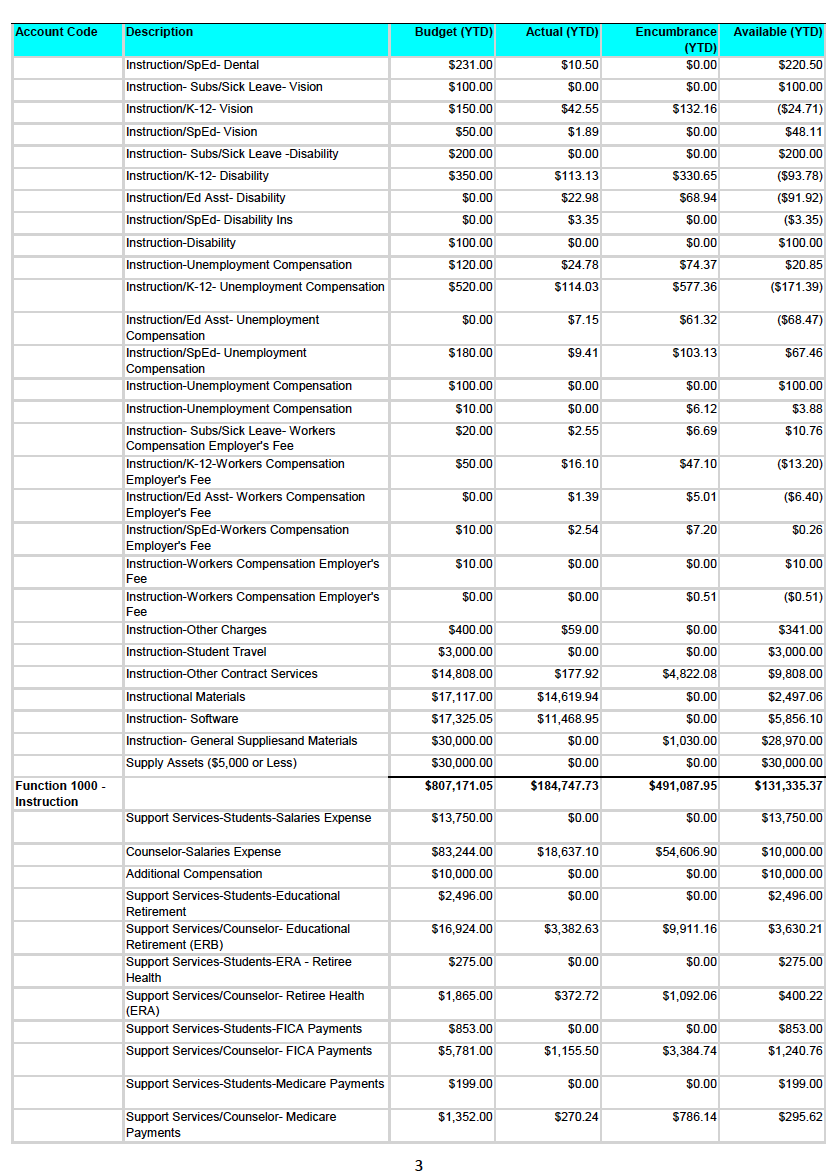 Account Code Description Budget (YTD) Actual (YTD) Encumbrance (YTD) Available (YTD)
Instruction/SpEd- Dental $231.00 $10.50 $0.00 $220.50
Instruction- Subs/Sick Leave- Vision $100.00 $0.00 $0.00 $100.00
Instruction/K-12- Vision $150.00 $42.55 $132.16 ($24.71)
Instruction/SpEd- Vision $50.00 $1.89 $0.00 $48.11
Instruction- Subs/Sick Leave -Disability $200.00 $0.00 $0.00 $200.00
Instruction/K-12- Disability $350.00 $113.13 $330.65 ($93.78)
Instruction/Ed Asst- Disability $0.00 $22.98 $68.94 ($91.92)
Instruction/SpEd- Disability Ins $0.00 $3.35 $0.00 ($3.35)
Instruction-Disability $100.00 $0.00 $0.00 $100.00
Instruction-Unemployment Compensation $120.00 $24.78 $74.37 $20.85
Instruction/K-12- Unemployment Compensation $520.00 $114.03 $577.36 ($171.39)
Instruction/Ed Asst- Unemployment $0.00 $7.15 $61.32 ($68.47)
Compensation
Instruction/SpEd- Unemployment $180.00 $9.41 $103.13 $67.46
Compensation
Instruction-Unemployment Compensation $100.00 $0.00 $0.00 $100.00
Instruction-Unemployment Compensation $10.00 $0.00 $6.12 $3.88
Instruction- Subs/Sick Leave- Workers $20.00 $2.55 $6.69 $10.76
Compensation Employer's Fee
Instruction/K-12-Workers Compensation $50.00 $16.10 $47.10 ($13.20)
Employer's Fee
Instruction/Ed Asst- Workers Compensation $0.00 $1.39 $5.01 ($6.40)
Employer's Fee
Instruction/SpEd-Workers Compensation $10.00 $2.54 $7.20 $0.26
Employer's Fee
Instruction-Workers Compensation Employer's $10.00 $0.00 $0.00 $10.00
Fee
Instruction-Workers Compensation Employer's $0.00 $0.00 $0.51 ($0.51)
Fee
Instruction-Other Charges $400.00 $59.00 $0.00 $341.00
Instruction-Student Travel $3,000.00 $0.00 $0.00 $3,000.00
Instruction-Other Contract Services $14,808.00 $177.92 $4,822.08 $9,808.00
Instructional Materials $17,117.00 $14,619.94 $0.00 $2,497.06
Instruction- Software $17,325.05 $11,468.95 $0.00 $5,856.10
Instruction- General Suppliesand Materials $30,000.00 $0.00 $1,030.00 $28,970.00
Supply Assets ($5,000 or Less) $30,000.00 $0.00 $0.00 $30,000.00
Function 1000 - $807,171.05 $184,747.73 $491,087.95 $131,335.37
Instruction
Support Services-Students-Salaries Expense $13,750.00 $0.00 $0.00 $13,750.00
Counselor-Salaries Expense $83,244.00 $18,637.10 $54,606.90 $10,000.00
Additional Compensation $10,000.00 $0.00 $0.00 $10,000.00
Support Services-Students-Educational $2,496.00 $0.00 $0.00 $2,496.00
Retirement
Support Services/Counselor- Educational $16,924.00 $3,382.63 $9,911.16 $3,630.21
Retirement (ERB)
Support Services-Students-ERA - Retiree $275.00 $0.00 $0.00 $275.00
Health
Support Services/Counselor- Retiree Health $1,865.00 $372.72 $1,092.06 $400.22
(ERA)
Support Services-Students-FICA Payments $853.00 $0.00 $0.00 $853.00
Support Services/Counselor- FICA Payments $5,781.00 $1,155.50 $3,384.74 $1,240.76
Support Services-Students-Medicare Payments $199.00 $0.00 $0.00 $199.00
Support Services/Counselor- Medicare $1,352.00 $270.24 $786.14 $295.62
Payments
3